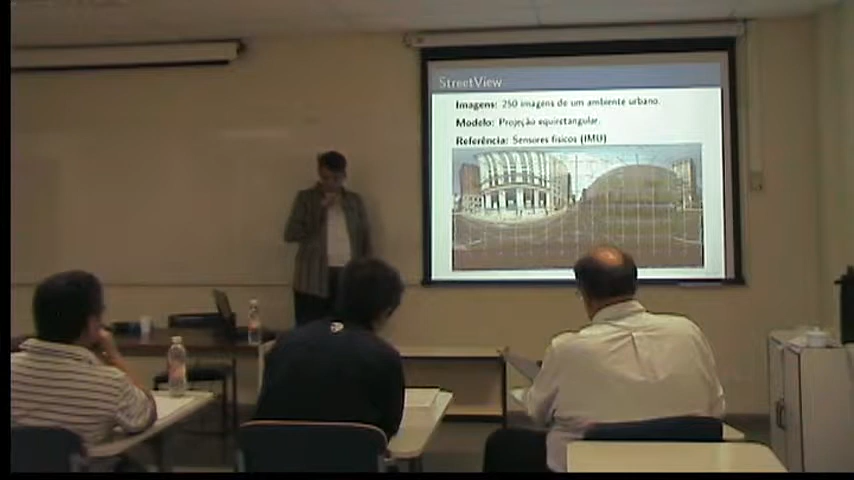 StreetView
Imagens: 250 imagens de um ambiente urbano.
Modelo: Projeção equiretangular.
Referência: Sensores físicos (IMU)